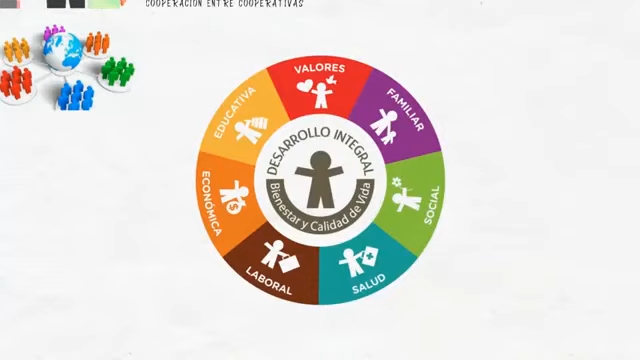 COOPERACIÓN ENTRE COOPERATIVAS
VALORES
FAMILIAR
SOCIAL
SALUD
LABORAL
ECONÓMICA
EDUCATIVA
DESARROLLO INTEGRAL
Bienestar y Calidad de Vida